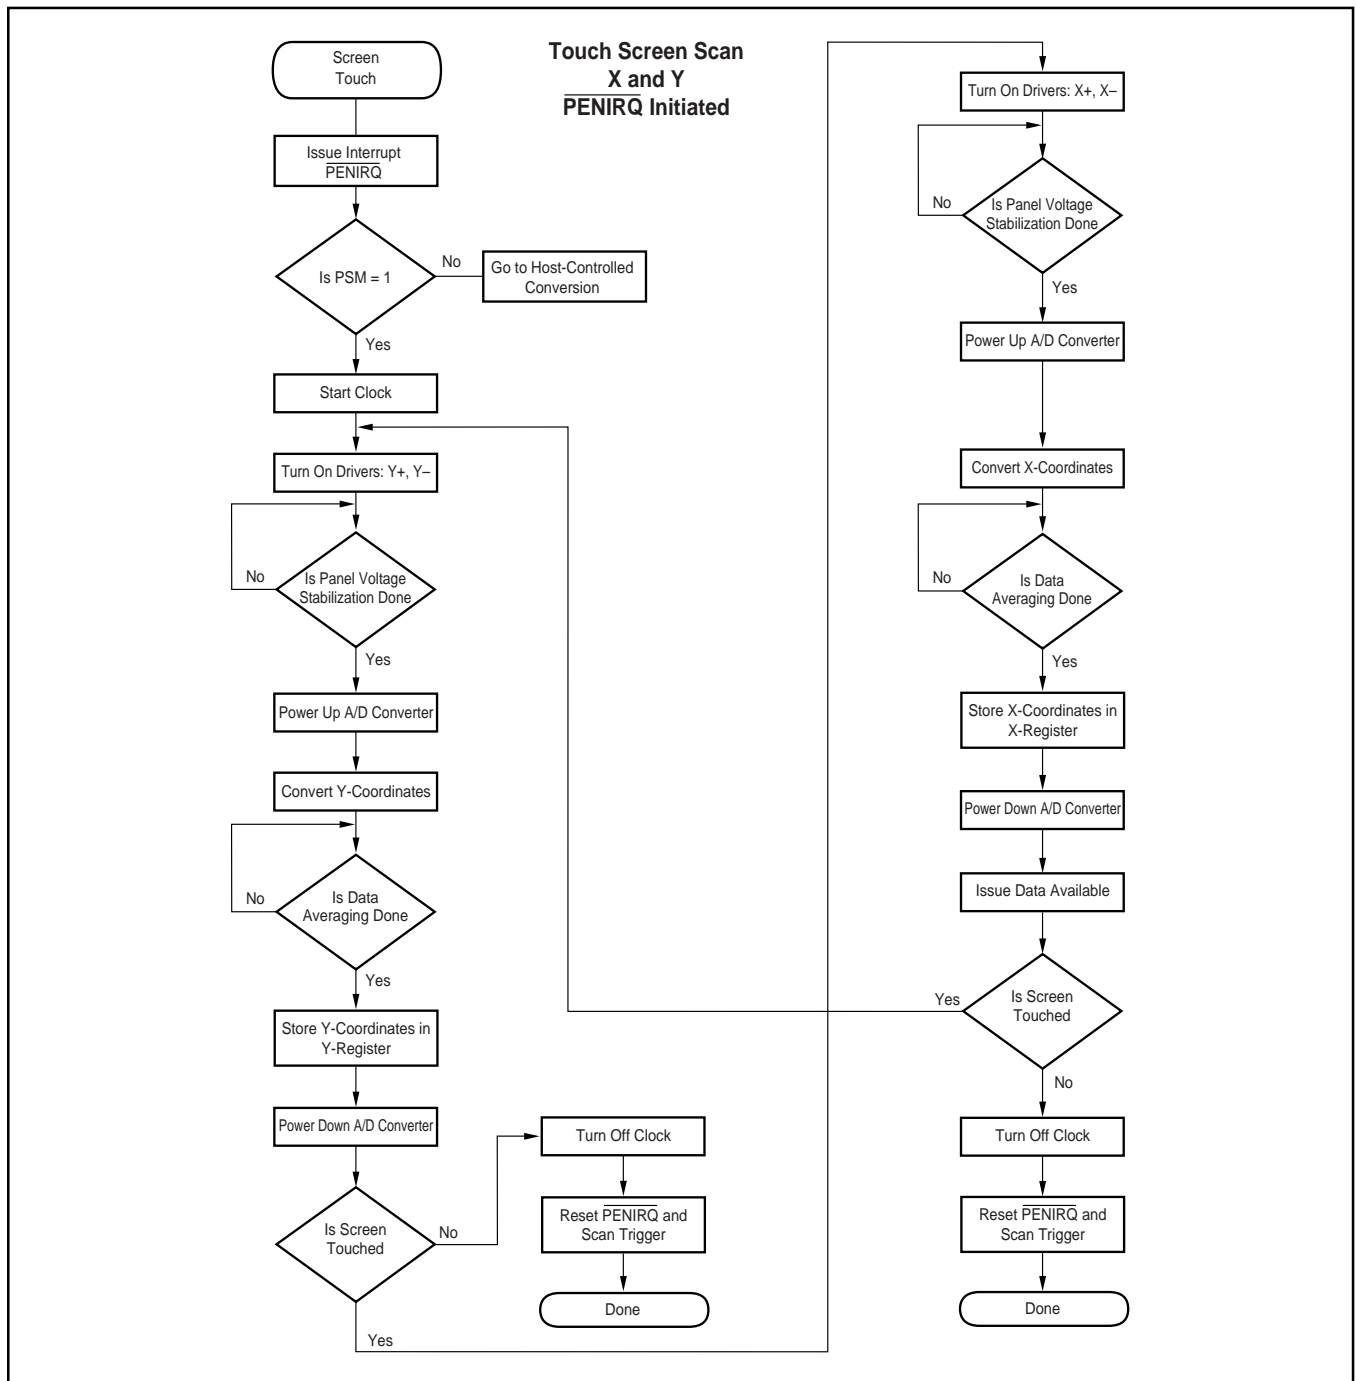 Touch Screen Scan
X and Y
PENIRQ Initiated
Screen
Touch
Issue Interrupt
PENIRQ
Is PSM = 1
No
Go to Host-Controlled
Conversion
Yes
Start Clock
Turn On Drivers: Y+, Y–
Is Panel Voltage
Stabilization Done
No
Yes
Power Up A/D Converter
Convert Y-Coordinates
Is Data
Averaging Done
No
Yes
Store Y-Coordinates in
Y-Register
Power Down A/D Converter
Is Screen
Touched
No
Yes
Turn Off Clock
Reset PENIRQ and
Scan Trigger
Done
Turn On Drivers: X+, X–
Is Panel Voltage
Stabilization Done
No
Yes
Power Up A/D Converter
Convert X-Coordinates
Is Data
Averaging Done
No
Yes
Store X-Coordinates in
X-Register
Power Down A/D Converter
Issue Data Available
Is Screen
Touched
Yes
No
Turn Off Clock
Reset PENIRQ and
Scan Trigger
Done